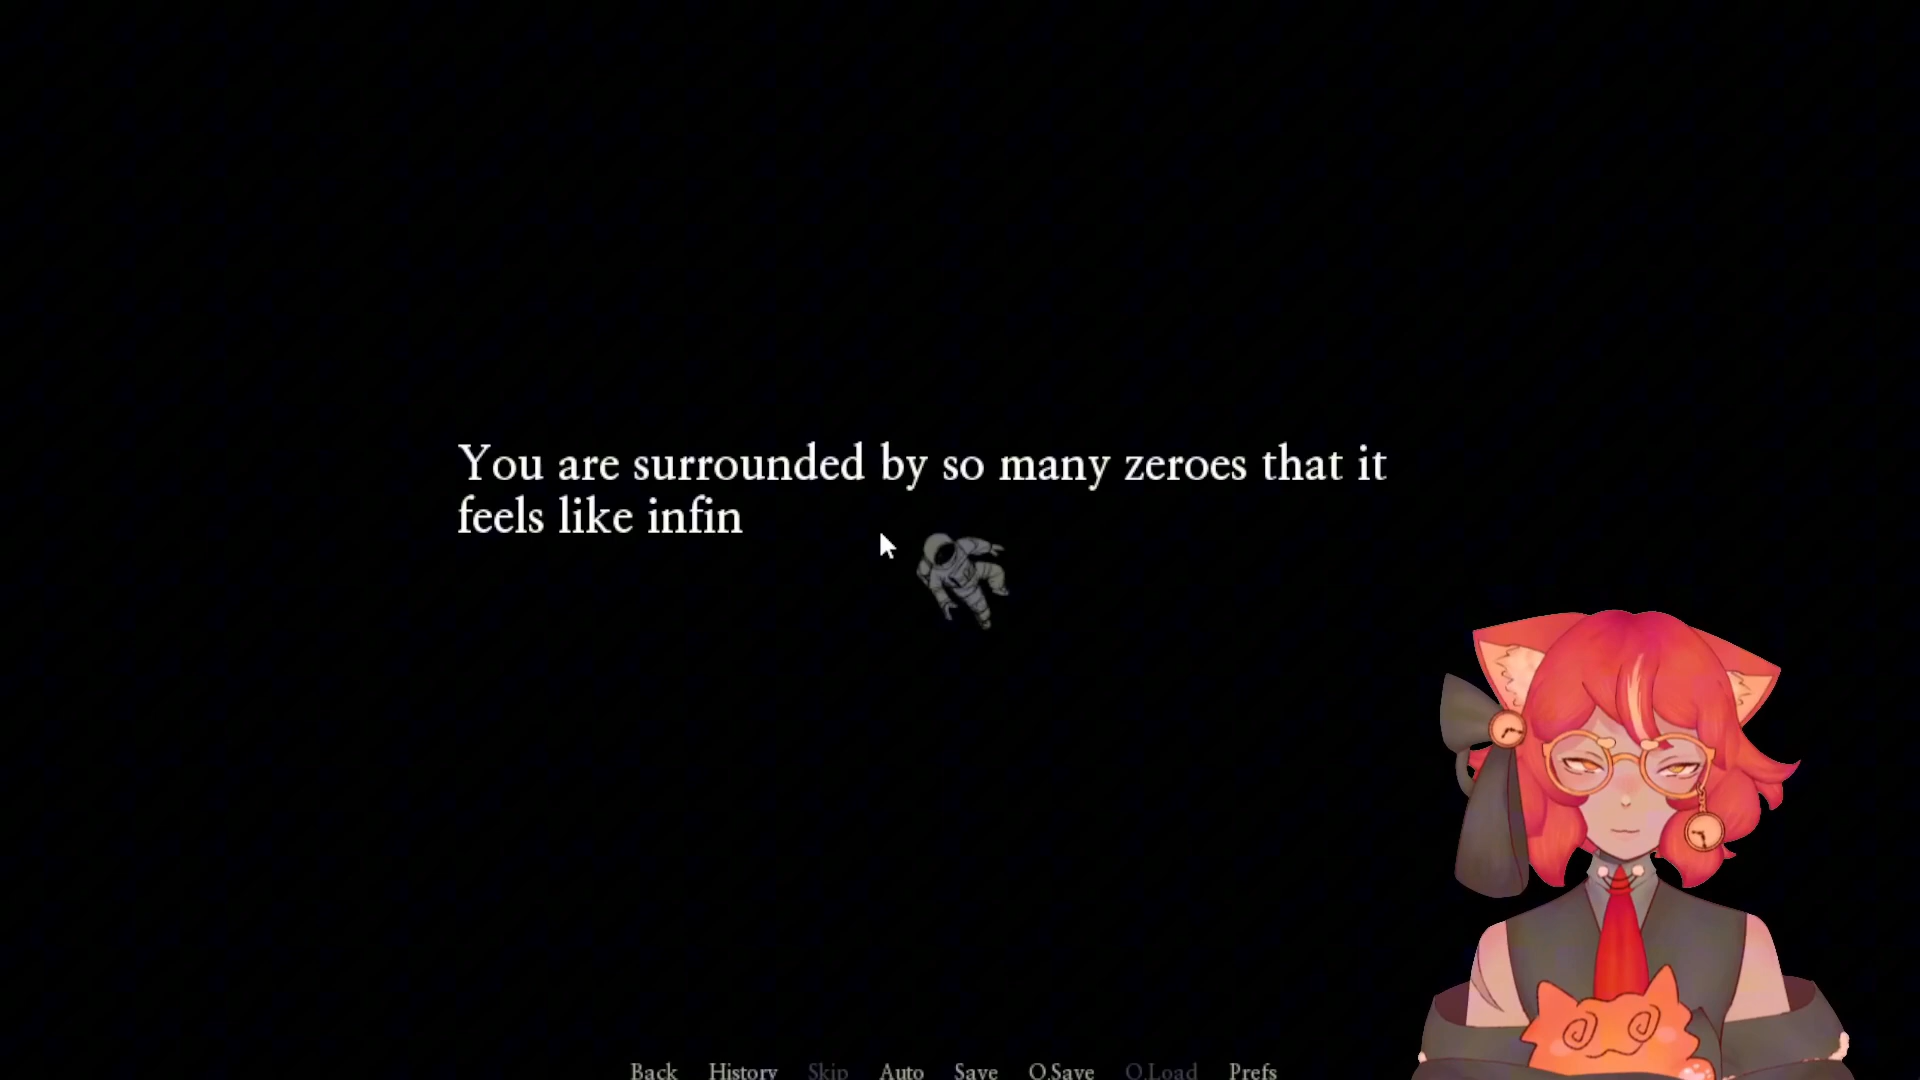 You are surrounded by so many zeroes that it
feels like infin
Back History Skip Auto Save Q.Save Q.Load Prefs